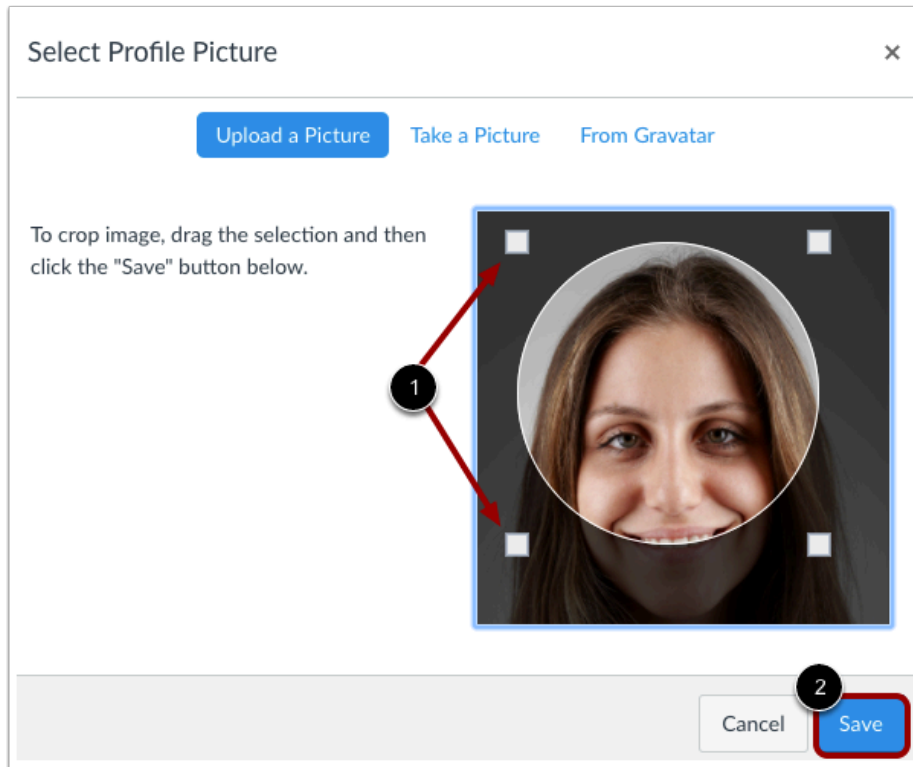 Select Profile Picture ×
Upload a Picture Take a Picture From Gravatar
To crop image, drag the selection and then
click the "Save" button below.
1
2
Cancel Save